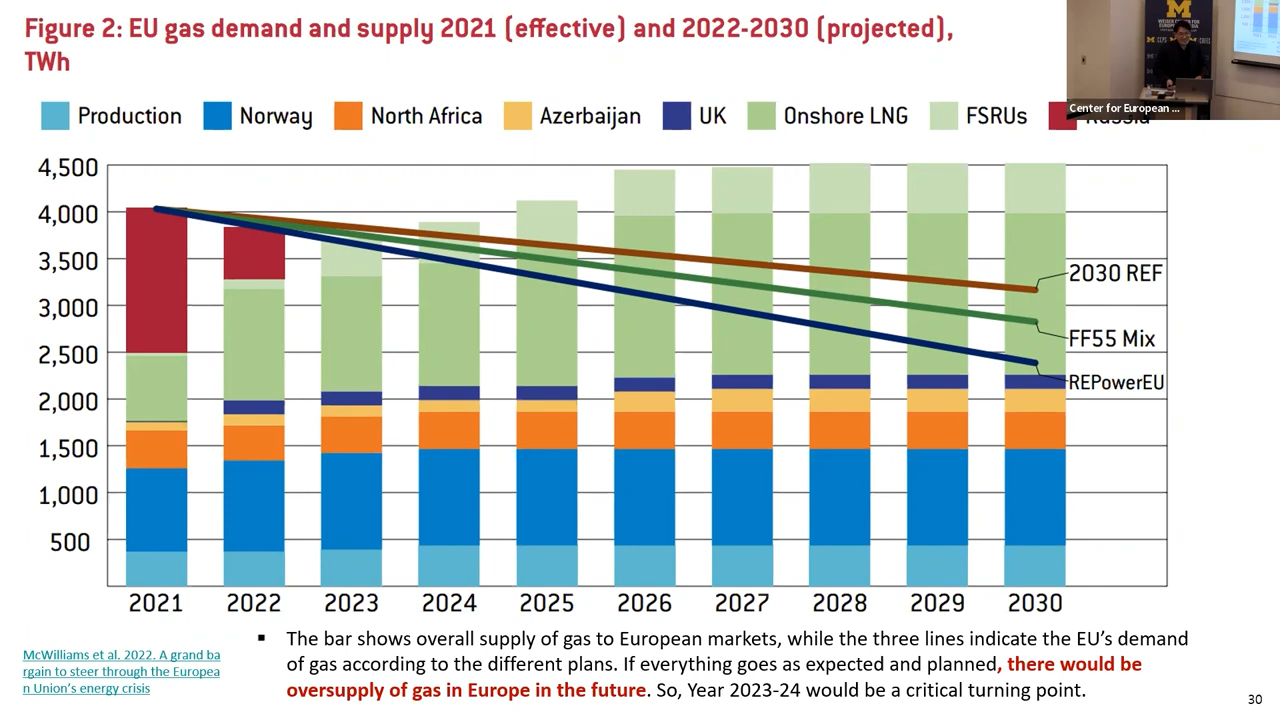 Figure 2: EU gas demand and supply 2021 (effective) and 2022-2030 (projected),
TWh
Production Norway North Africa Azerbaijan UK Onshore LNG FSRUs Russia
M
Center for European ...
4,500
4,000
3,500
3,000
2,500
2,000
1,500
1,000
500
2030 REF
FF55 Mix
REPowerEU
2021 2022 2023 2024 2025 2026 2027 2028 2029 2030
McWilliams et al. 2022. A grand ba
rgain to steer through the Europea
n Union's energy crisis
▪ The bar shows overall supply of gas to European markets, while the three lines indicate the EU's demand
of gas according to the different plans. If everything goes as expected and planned, there would be
oversupply of gas in Europe in the future. So, Year 2023-24 would be a critical turning point.
30